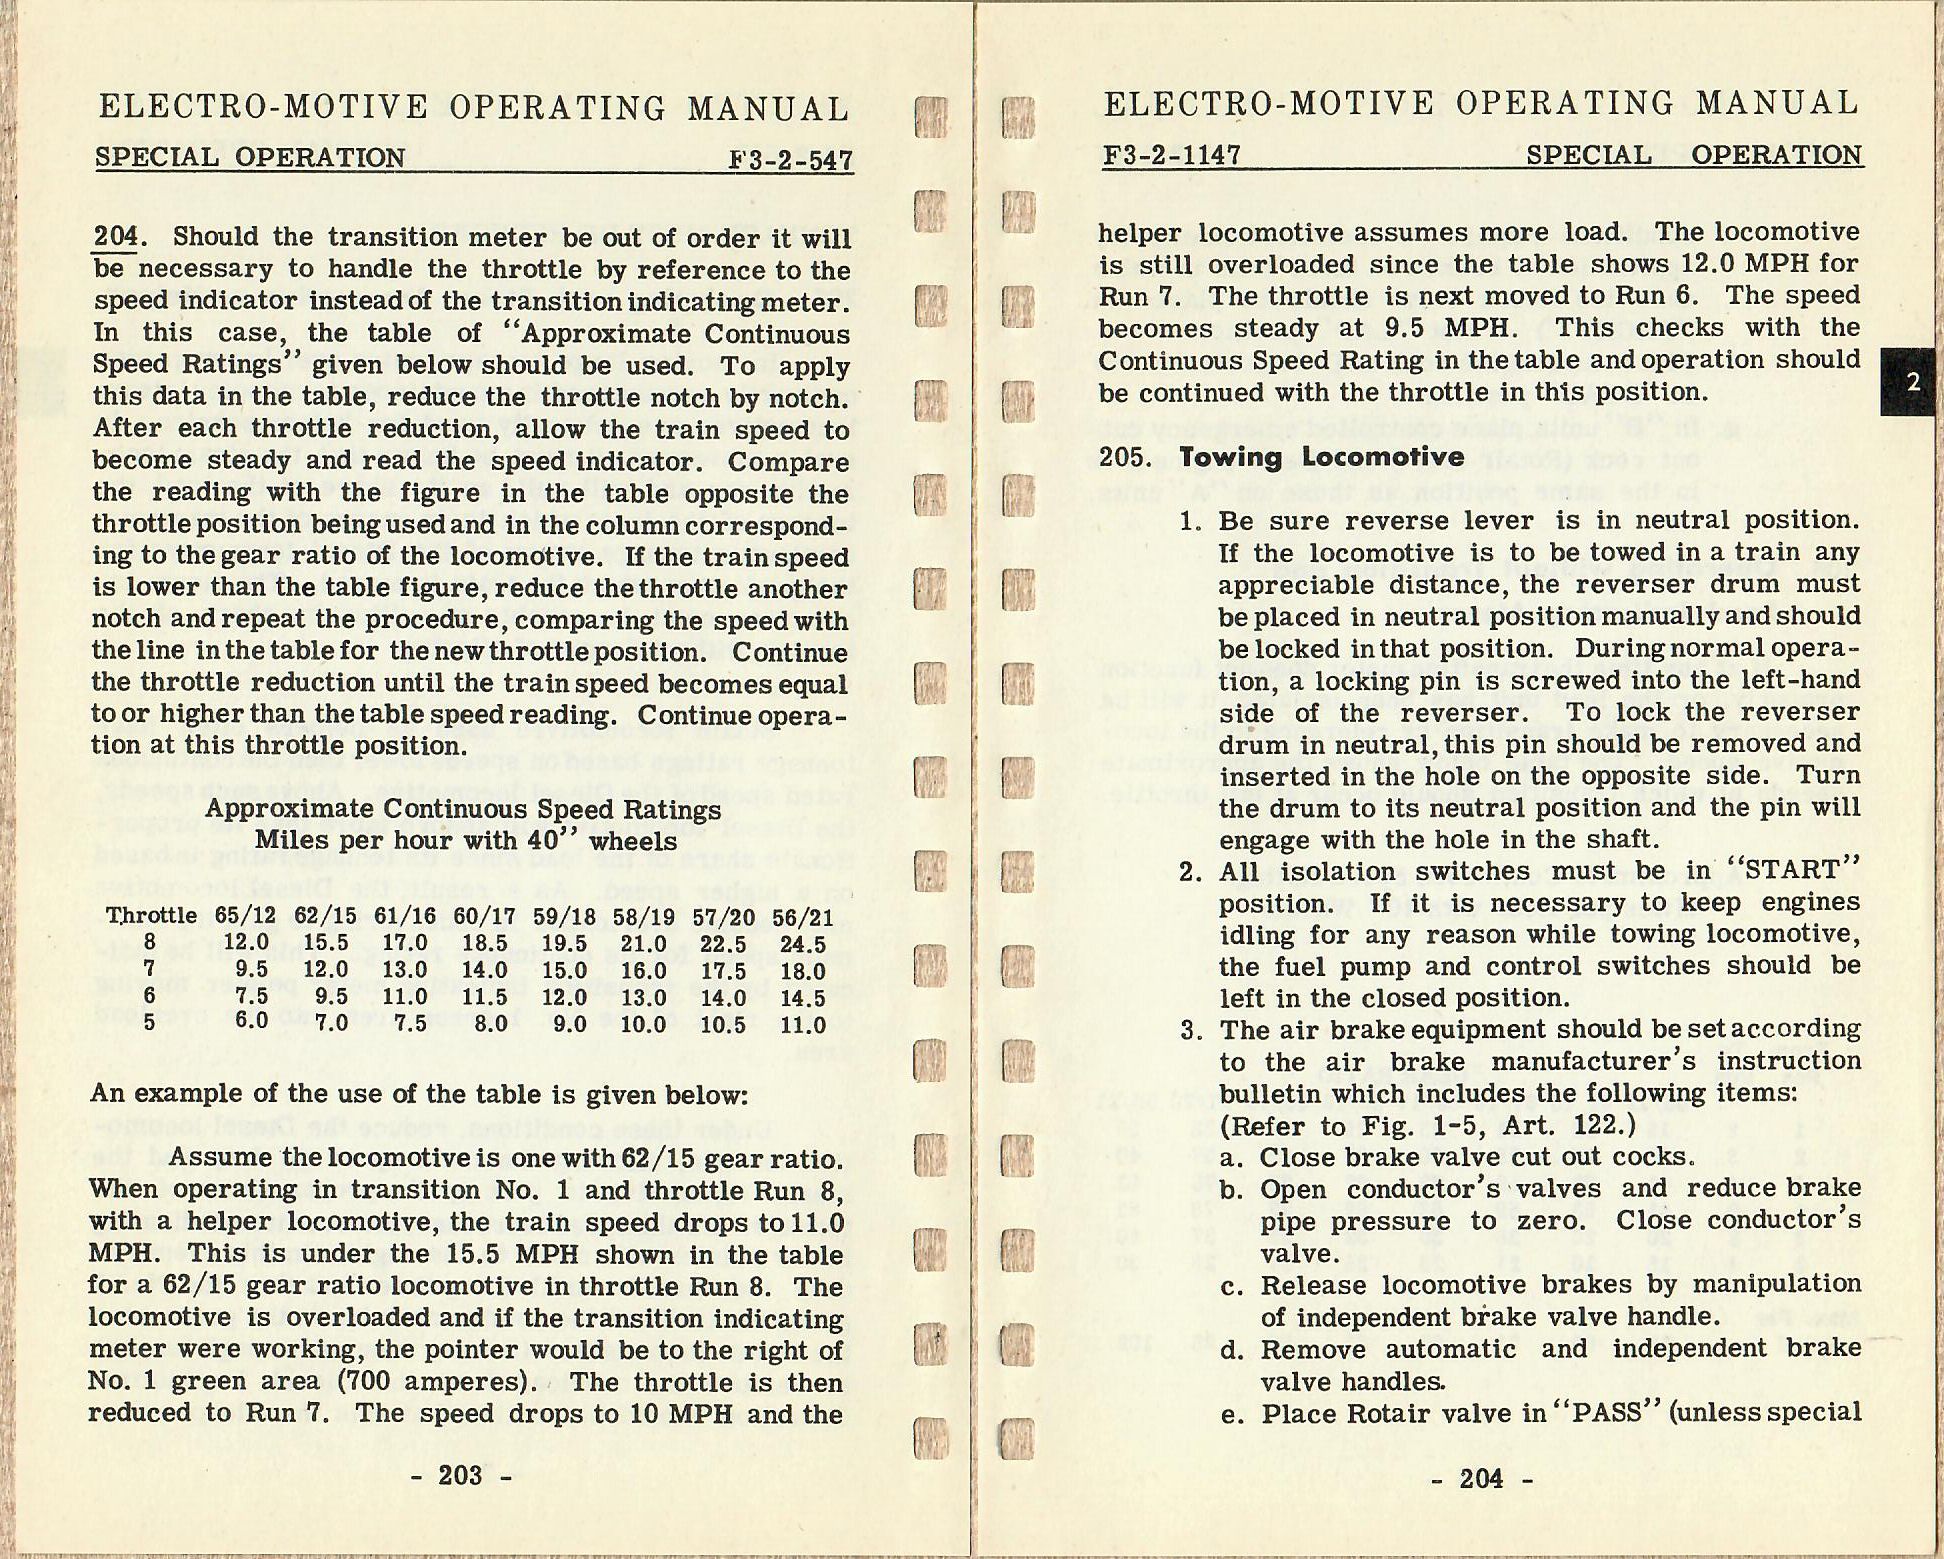 ELECTRO-MOTIVE OPERATING MANUAL
SPECIAL OPERATION F3-2-547
204. Should the transition meter be out of order it will
be necessary to handle the throttle by reference to the
speed indicator instead of the transition indicating meter.
In this case, the table of “Approximate Continuous
Speed Ratings” given below should be used. To apply
this data in the table, reduce the throttle notch by notch.
After each throttle reduction, allow the train speed to
become steady and read the speed indicator. Compare
the reading with the figure in the table opposite the
throttle position being used and in the column correspond-
ing to the gear ratio of the locomotive. If the train speed
is lower than the table figure, reduce the throttle another
notch and repeat the procedure, comparing the speed with
the line in the table for the new throttle position. Continue
the throttle reduction until the train speed becomes equal
to or higher than the table speed reading. Continue opera-
tion at this throttle position.
Approximate Continuous Speed Ratings
Miles per hour with 40” wheels
Throttle 65/12 62/15 61/16 60/17 59/18 58/19 57/20 56/21
8 12.0 15.5 17.0 18.5 19.5 21.0 22.5 24.5
7 9.5 12.0 13.0 14.0 15.0 16.0 17.5 18.0
6 7.5 9.5 11.0 11.5 12.0 13.0 14.0 14.5
5 6.0 7.0 7.5 8.0 9.0 10.0 10.5 11.0
An example of the use of the table is given below:
Assume the locomotive is one with 62/15 gear ratio.
When operating in transition No. 1 and throttle Run 8,
with a helper locomotive, the train speed drops to 11.0
MPH. This is under the 15.5 MPH shown in the table
for a 62/15 gear ratio locomotive in throttle Run 8. The
locomotive is overloaded and if the transition indicating
meter were working, the pointer would be to the right of
No. 1 green area (700 amperes). The throttle is then
reduced to Run 7. The speed drops to 10 MPH and the
- 203 -
ELECTRO-MOTIVE OPERATING MANUAL
F3-2-1147 SPECIAL OPERATION
helper locomotive assumes more load. The locomotive
is still overloaded since the table shows 12.0 MPH for
Run 7. The throttle is next moved to Run 6. The speed
becomes steady at 9.5 MPH. This checks with the
Continuous Speed Rating in the table and operation should
be continued with the throttle in this position.
2
205. Towing Locomotive
1. Be sure reverse lever is in neutral position.
If the locomotive is to be towed in a train any
appreciable distance, the reverser drum must
be placed in neutral position manually and should
be locked in that position. During normal opera-
tion, a locking pin is screwed into the left-hand
side of the reverser. To lock the reverser
drum in neutral, this pin should be removed and
inserted in the hole on the opposite side. Turn
the drum to its neutral position and the pin will
engage with the hole in the shaft.
2. All isolation switches must be in “START”
position. If it is necessary to keep engines
idling for any reason while towing locomotive,
the fuel pump and control switches should be
left in the closed position.
3. The air brake equipment should be set according
to the air brake manufacturer’s instruction
bulletin which includes the following items:
(Refer to Fig. 1-5, Art. 122.)
a. Close brake valve cut out cocks.
b. Open conductor’s valves and reduce brake
pipe pressure to zero. Close conductor’s
valve.
c. Release locomotive brakes by manipulation
of independent brake valve handle.
d. Remove automatic and independent brake
valve handles.
e. Place Rotair valve in “PASS” (unless special
- 204 -